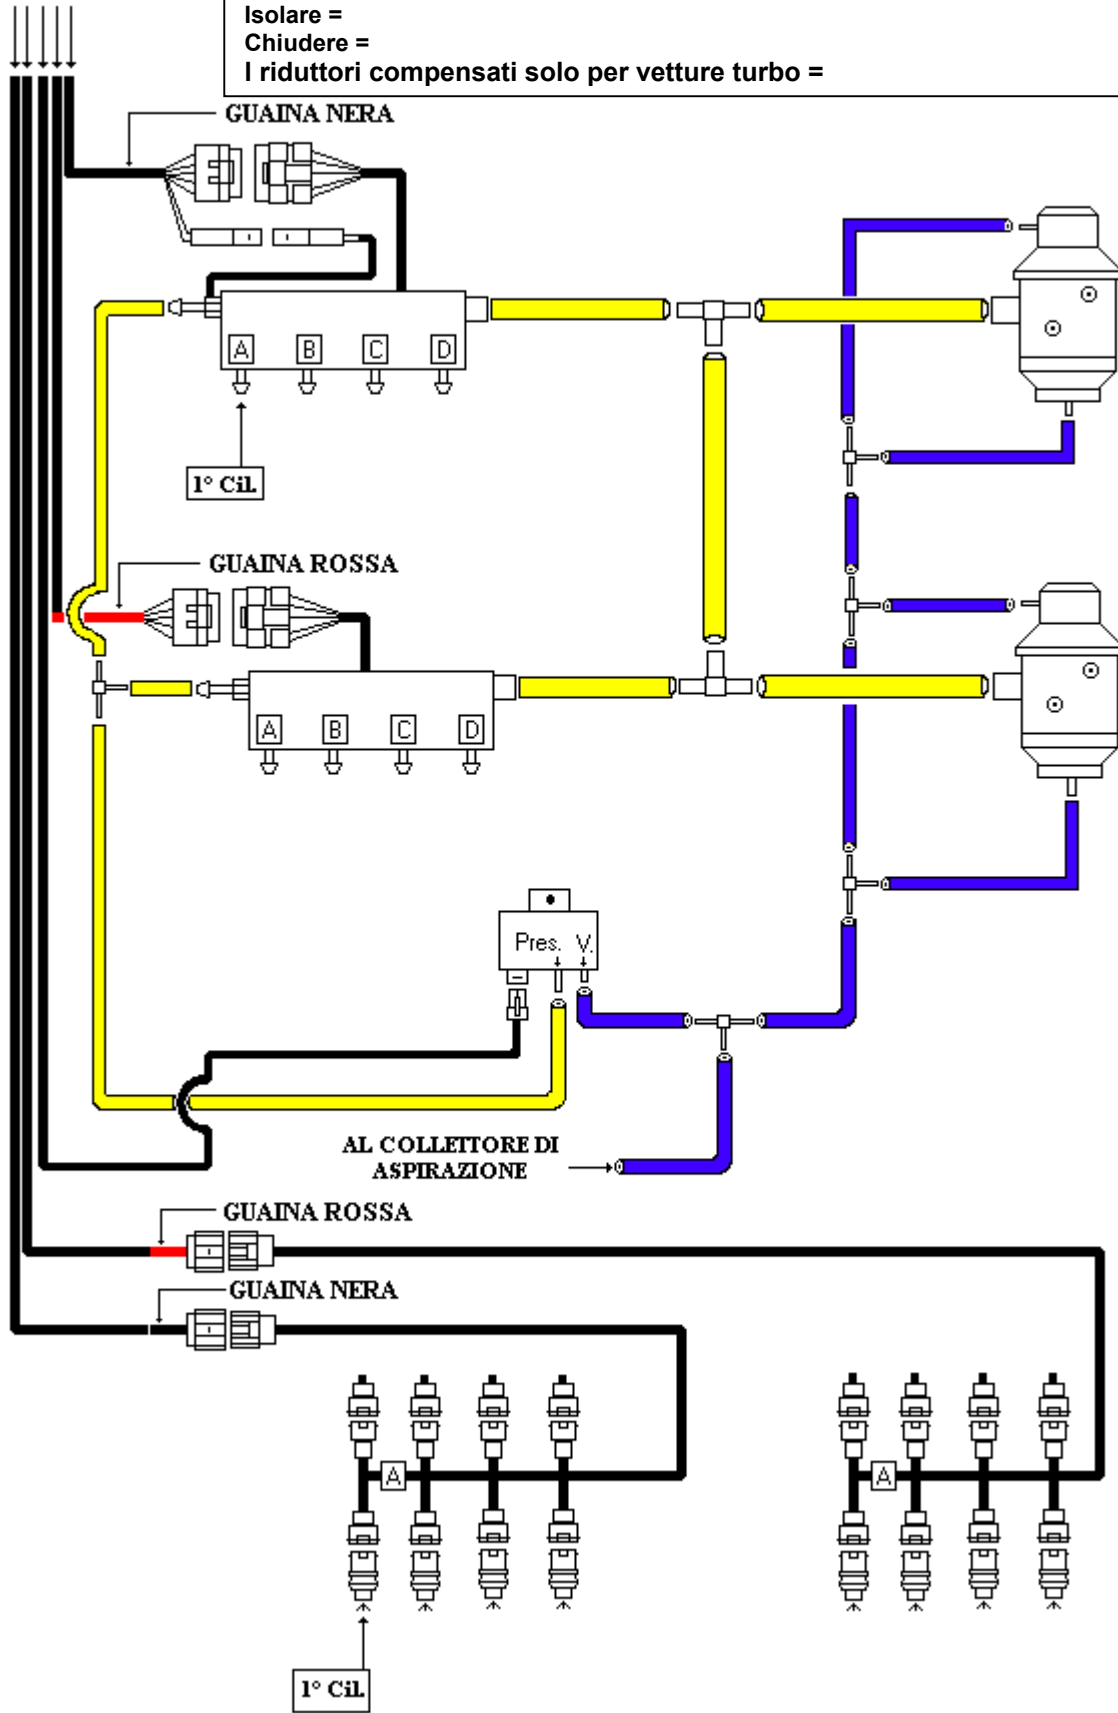 Isolare =
Chiudere =
I riduttori compensati solo per vetture turbo =
GUAINA NERA
A B C D
1° Cil.
GUAINA ROSSA
A B C D
Pres. V.
AL COLLETTORE DI
ASPIRAZIONE
GUAINA ROSSA
GUAINA NERA
A
A
1° Cil.